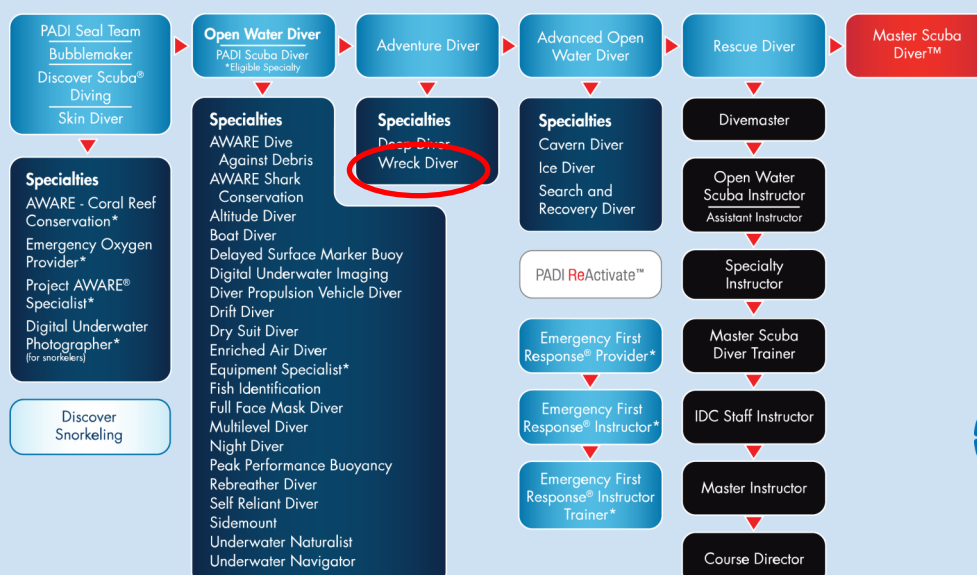 PADI Seal Team
Bubblemaker
Discover Scuba®
Diving
Skin Diver
Specialties
AWARE - Coral Reef
Conservation*
Emergency Oxygen
Provider*
Project AWARE®
Specialist*
Digital Underwater
Photographer*
(for snorkelers)
Discover
Snorkeling
Open Water Diver
PADI Scuba Diver
*Eligible Specialty
Specialties
AWARE Dive
Against Debris
AWARE Shark
Conservation
Altitude Diver
Boat Diver
Delayed Surface Marker Buoy
Digital Underwater Imaging
Diver Propulsion Vehicle Diver
Drift Diver
Dry Suit Diver
Enriched Air Diver
Equipment Specialist*
Fish Identification
Full Face Mask Diver
Multilevel Diver
Night Diver
Peak Performance Buoyancy
Rebreather Diver
Self Reliant Diver
Sidemount
Underwater Naturalist
Underwater Navigator
Adventure Diver
Specialties
Deep Diver
Wreck Diver
Advanced Open
Water Diver
Specialties
Cavern Diver
Ice Diver
Search and
Recovery Diver
PADI ReActivate™
Emergency First
Response® Provider*
Emergency First
Response® Instructor*
Emergency First
Response® Instructor
Trainer*
Rescue Diver
Divemaster
Open Water
Scuba Instructor
Assistant Instructor
Specialty
Instructor
Master Scuba
Diver Trainer
IDC Staff Instructor
Master Instructor
Course Director
Master Scuba
Diver™